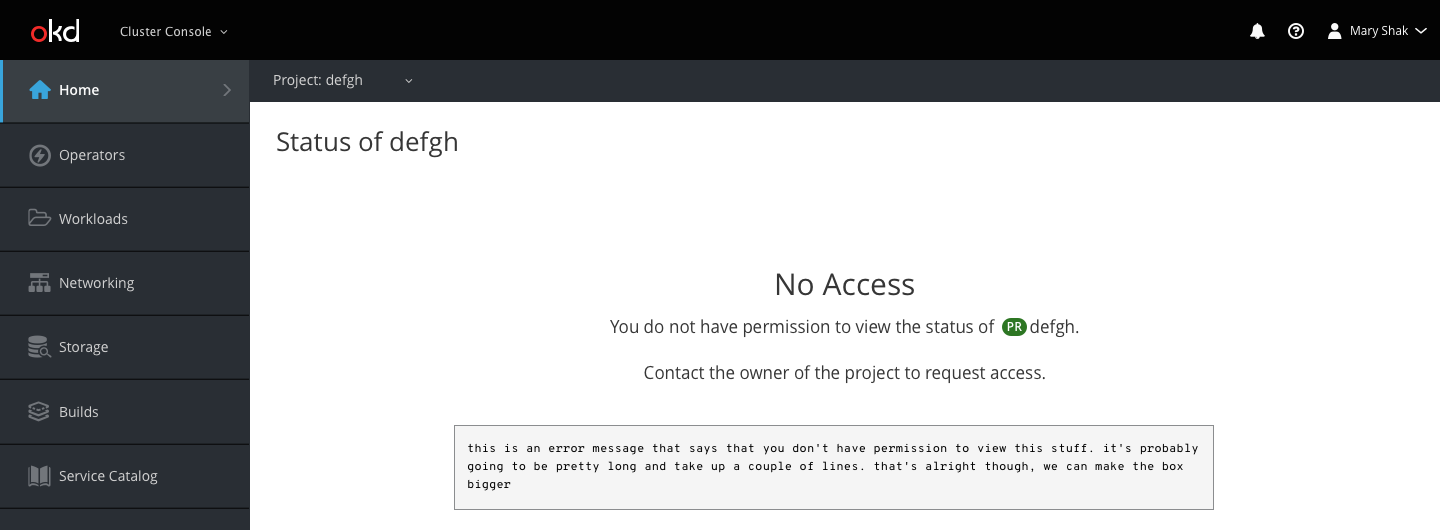 okd
Cluster Console
Mary Shak
Home
Project: defgh
Status of defgh
Operators
Workloads
Networking
Storage
Builds
Service Catalog
No Access
You do not have permission to view the status of PR defgh.
Contact the owner of the project to request access.
this is an error message that says that you don't have permission to view this stuff. it's probably
going to be pretty long and take up a couple of lines. that's alright though, we can make the box
bigger